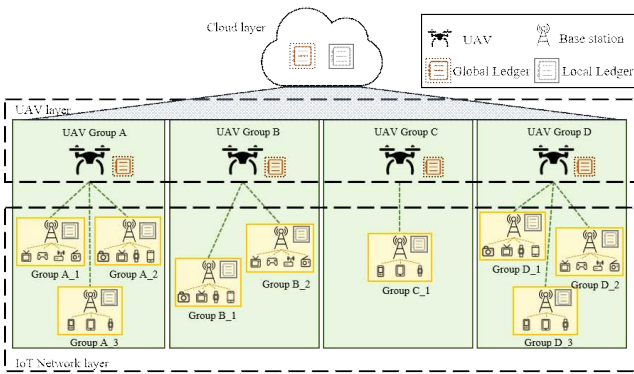 Cloud layer
UAV
Base station
Global Ledger
Local Ledger
UAV layer
UAV Group A
UAV Group B
UAV Group C
UAV Group D
Group A_1
Group A_2
Group A_3
Group B_1
Group B_2
Group C_1
Group D_1
Group D_2
Group D_3
IoT Network layer